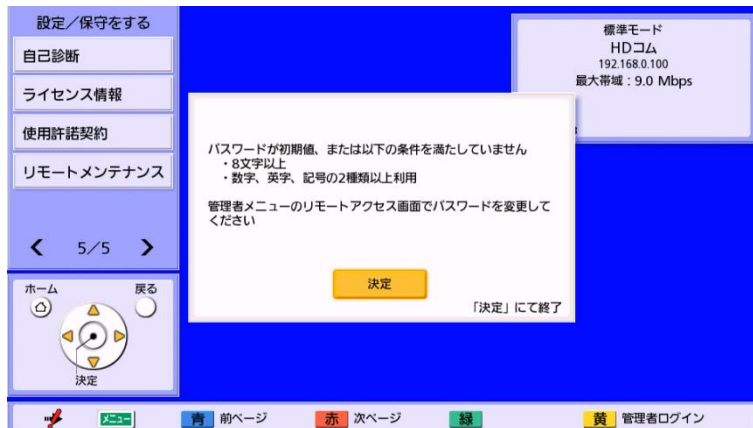 設定／保守をする
自己診断
ライセンス情報
使用許諾契約
リモートメンテナンス
5／5
ホーム
戻る
決定
標準モード
HDコム
192.168.0.100
最大帯域：9.0 Mbps
パスワードが初期値、または以下の条件を満たしていません
・8文字以上
・数字、英字、記号の2種類以上利用
管理者メニューのリモートアクセス画面でパスワードを変更して
ください
決定
「決定」にて終了
メニュー
青 前ページ
赤 次ページ
緑
黄 管理者ログイン